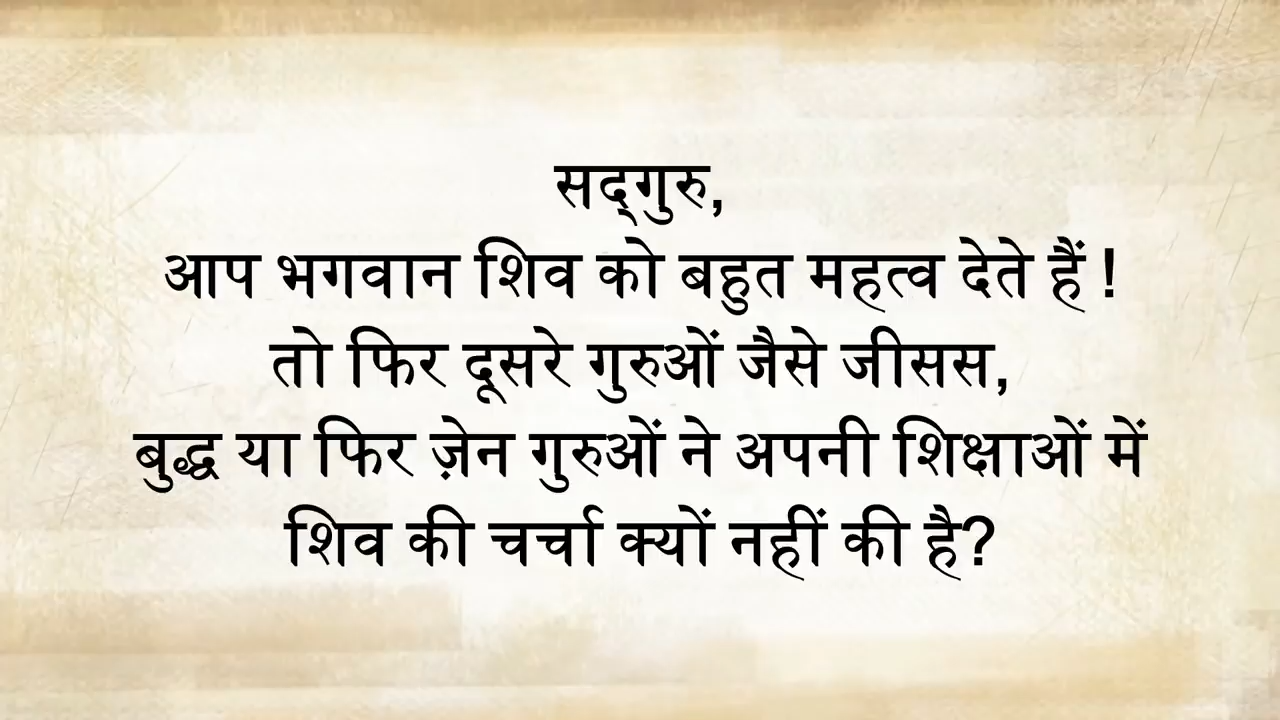 सद्‌गुरु,
आप भगवान शिव को बहुत महत्व देते हैं !
तो फिर दूसरे गुरुओं जैसे जीसस,
बुद्ध या फिर ज़ेन गुरुओं ने अपनी शिक्षाओं में
शिव की चर्चा क्यों नहीं की है?